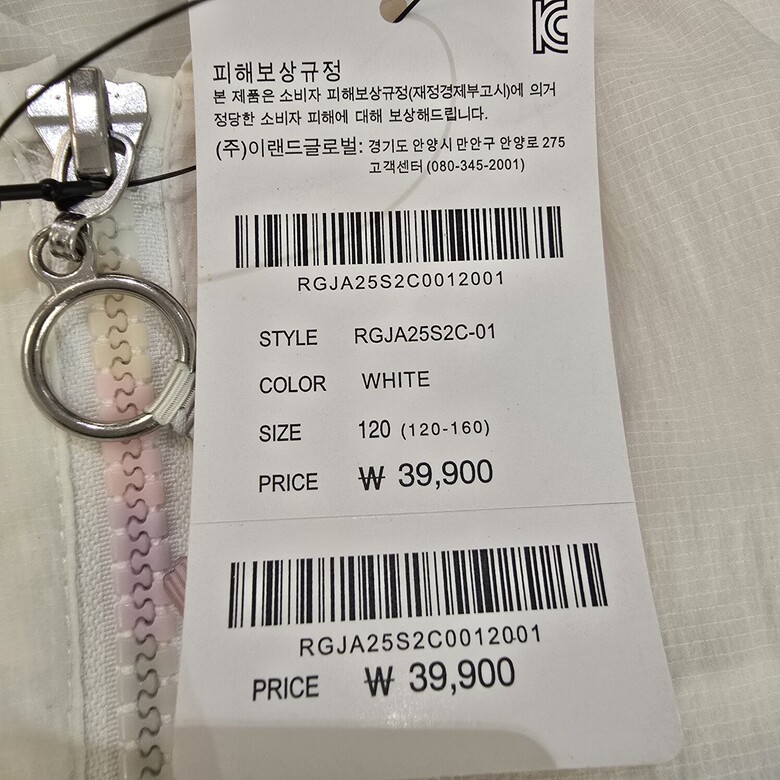 피해보상규정
본 제품은 소비자 피해보상규정(재정경제부고시)에 의거
정당한 소비자 피해에 대해 보상해드립니다.
(주)이랜드글로벌: 경기도 안양시 만안구 안양로 275
고객센터 (080-345-2001)
RGJA25S2C0012001
STYLE RGJA25S2C-01
COLOR WHITE
SIZE 120 (120-160)
PRICE ₩ 39,900
RGJA25S2C0012001
PRICE ₩ 39,900